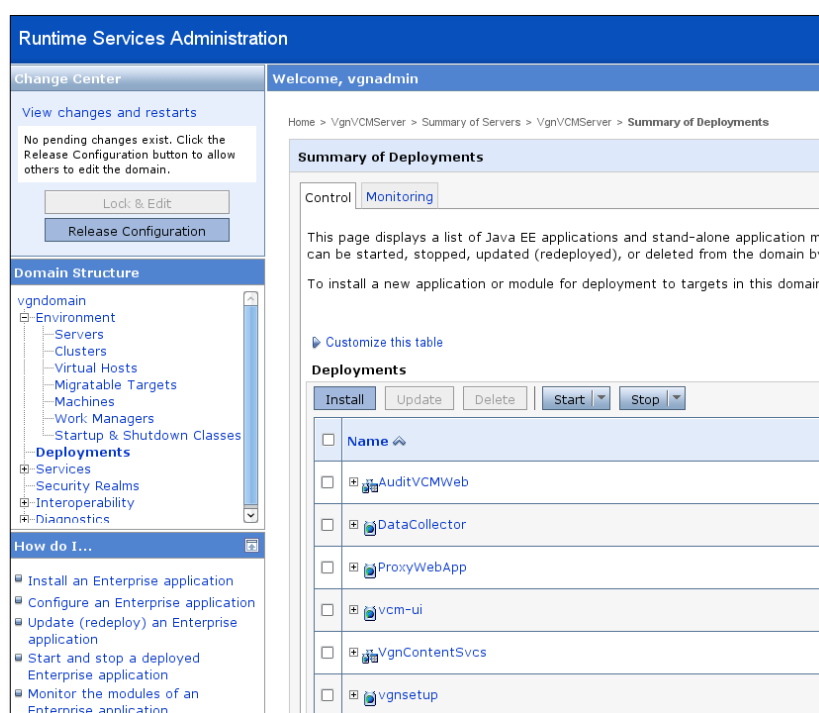 Runtime Services Administration
Change Center
View changes and restarts
No pending changes exist. Click the
Release Configuration button to allow
others to edit the domain.
Lock & Edit
Release Configuration
Domain Structure
vgndomain
Environment
Servers
Clusters
Virtual Hosts
Migratable Targets
Machines
Work Managers
Startup & Shutdown Classes
Deployments
Services
Security Realms
Interoperability
Diagnostics
How do I...
Install an Enterprise application
Configure an Enterprise application
Update (redeploy) an Enterprise
application
Start and stop a deployed
Enterprise application
Monitor the modules of an
Enterprise application
Welcome, vgnadmin
Home > VgnVCMServer > Summary of Servers > VgnVCMServer > Summary of Deployments
Summary of Deployments
Control Monitoring
This page displays a list of Java EE applications and stand-alone application m
can be started, stopped, updated (redeployed), or deleted from the domain b
To install a new application or module for deployment to targets in this domai
Customize this table
Deployments
Install Update Delete Start Stop
Name
AuditVCMWeb
DataCollector
ProxyWebApp
vcm-ui
VgnContentSvcs
vgnsetup